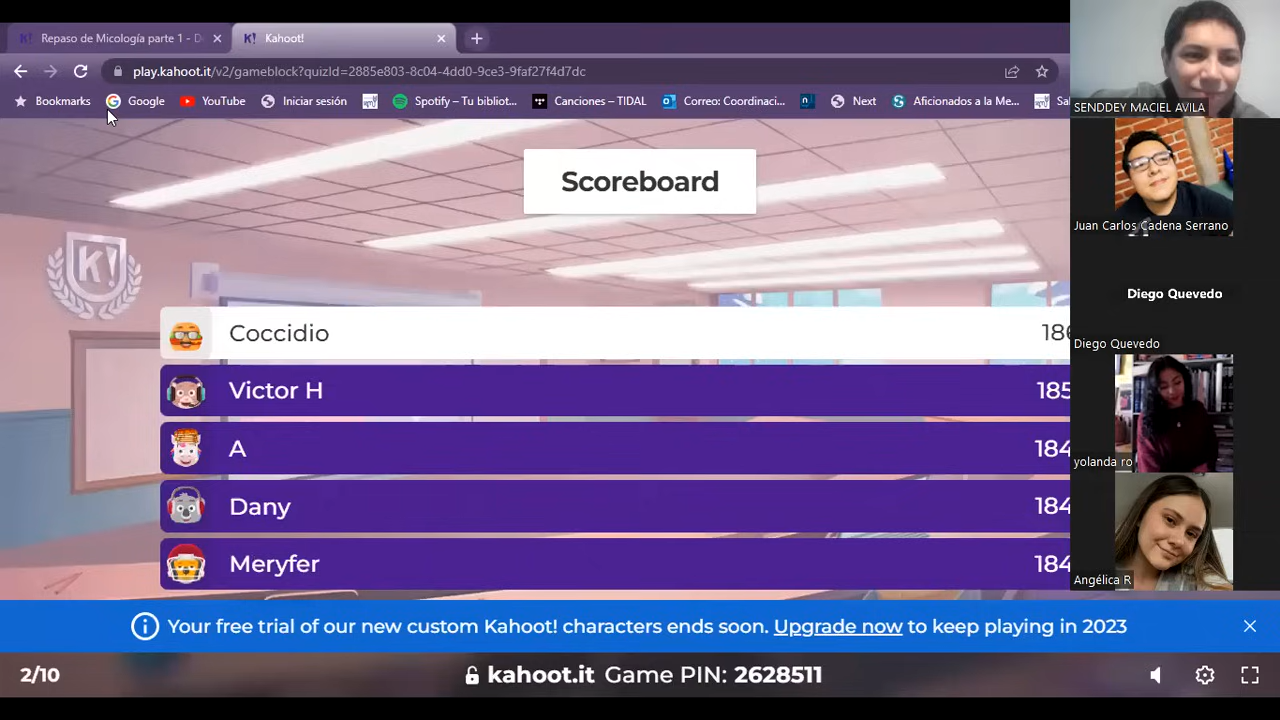 Repaso de Micología parte 1 - D
Kahoot!
play.kahoot.it/v2/gameblock?quizId=2885e803-8c04-4dd0-9ce3-9faf27f4d7dc
Bookmarks
Google
YouTube
Iniciar sesión
Spotify – Tu bibliot...
Canciones – TIDAL
Correo: Coordinaci...
Next
Aficionados a la Me...
Sal
SENDDEY MACIEL AVILA
Scoreboard
K!
Juan Carlos Cadena Serrano
Diego Quevedo
Diego Quevedo
Coccidio 186
Victor H 185
A 184
yolanda ro
Dany 184
Meryfer 184
Angélica R
Your free trial of our new custom Kahoot! characters ends soon. Upgrade now to keep playing in 2023
2/10
kahoot.it Game PIN: 2628511